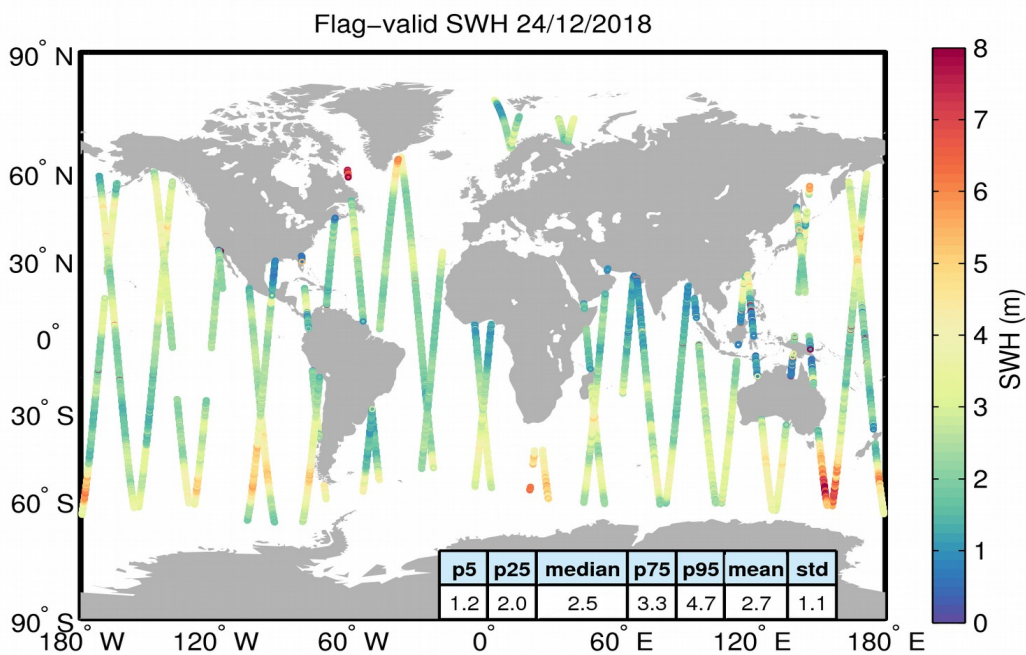 Flag−valid SWH 24/12/2018
90° N
60° N
30° N
0°
30° S
60° S
90° S
180° W
120° W
60° W
0°
60° E
120° E
180° E
p5 p25 median p75 p95 mean std
1.2 2.0 2.5 3.3 4.7 2.7 1.1
8
7
6
5
4
3
2
1
0
SWH (m)